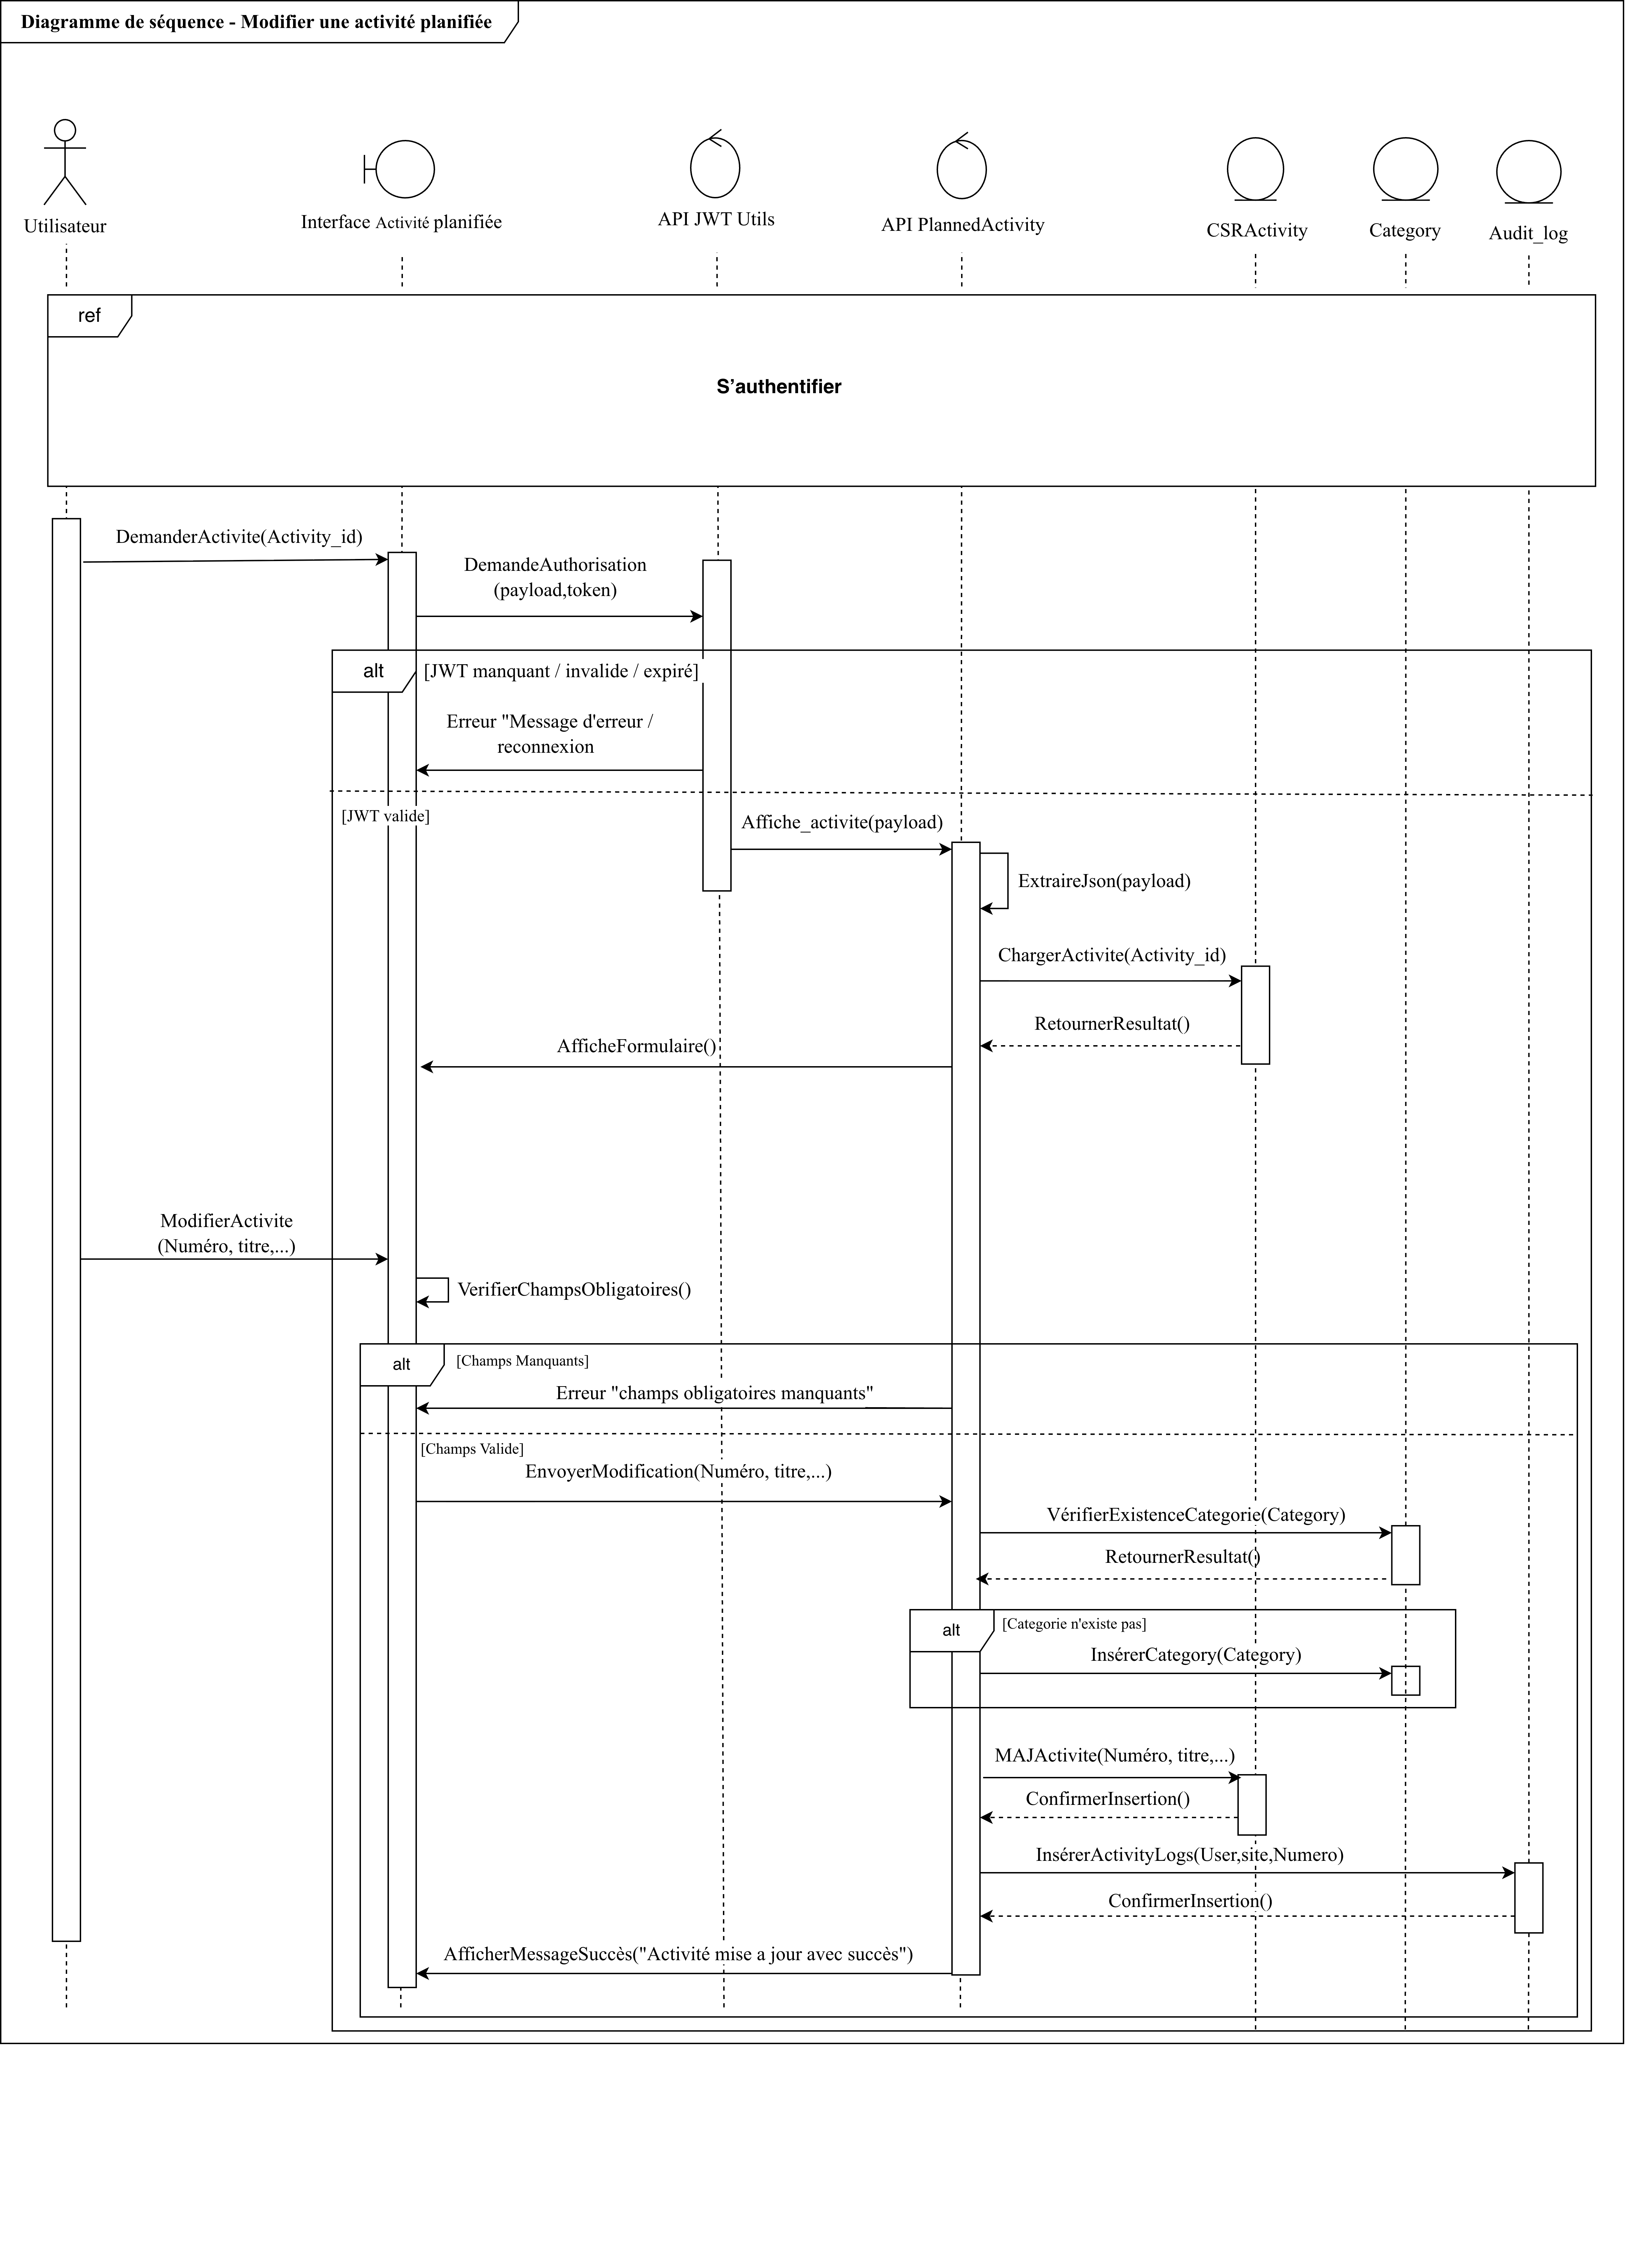 Diagramme de séquence - Modifier une activité planifiée
Utilisateur
Interface Activité planifiée
API JWT Utils
API PlannedActivity
CSRActivity
Category
Audit_log
ref
S'authentifier
DemanderActivite(Activity_id)
DemandeAuthorisation
(payload,token)
alt
[JWT manquant / invalide / expiré]
Erreur "Message d'erreur /
reconnexion
[JWT valide]
Affiche_activite(payload)
ExtraireJson(payload)
ChargerActivite(Activity_id)
RetournerResultat()
AfficheFormulaire()
ModifierActivite
(Numéro, titre,...)
VerifierChampsObligatoires()
alt
[Champs Manquants]
Erreur "champs obligatoires manquants"
[Champs Valide]
EnvoyerModification(Numéro, titre,...)
VérifierExistenceCategorie(Category)
RetournerResultat()
alt
[Categorie n'existe pas]
InsérerCategory(Category)
MAJActivite(Numéro, titre,...)
ConfirmerInsertion()
InsérerActivityLogs(User,site,Numero)
ConfirmerInsertion()
AfficherMessageSuccès("Activité mise a jour avec succès")